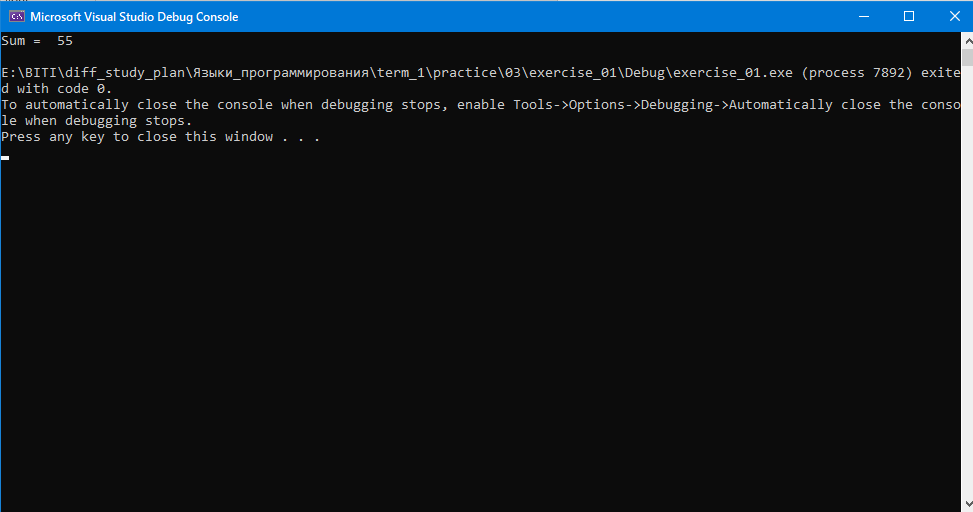 Microsoft Visual Studio Debug Console
Sum =  55
E:\BITI\diff_study_plan\Языки_программирования\term_1\practice\03\exercise_01\Debug\exercise_01.exe (process 7892) exite
d with code 0.
To automatically close the console when debugging stops, enable Tools->Options->Debugging->Automatically close the conso
le when debugging stops.
Press any key to close this window . . .